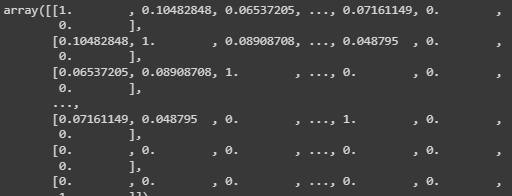 array([[1.        , 0.10482848, 0.06537205, ..., 0.07161149, 0.        ,
        0.        ],
       [0.10482848, 1.        , 0.08908708, ..., 0.048795  , 0.        ,
        0.        ],
       [0.06537205, 0.08908708, 1.        , ..., 0.        , 0.        ,
        0.        ],
       ...,
       [0.07161149, 0.048795  , 0.        , ..., 1.        , 0.        ,
        0.        ],
       [0.        , 0.        , 0.        , ..., 0.        , 0.        ,
        0.        ],
       [0.        , 0.        , 0.        , ..., 0.        , 0.        ,